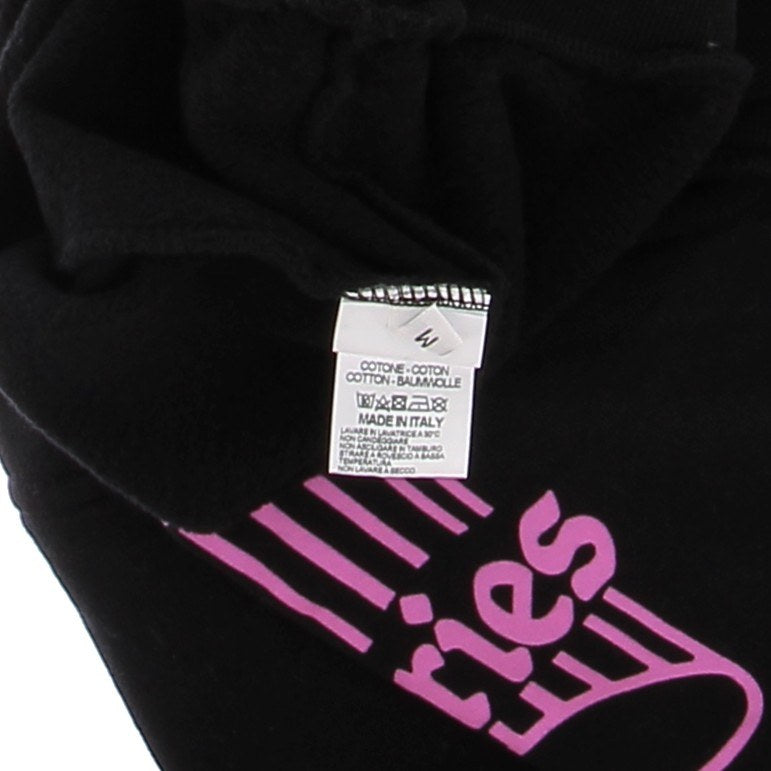 M
COTONE - COTON
COTTON - BAUMWOLLE
MADE IN ITALY
LAVARE IN LAVATRICE A 30°C
NON CANDEGGIARE
NON ASCIUGARE IN TAMBURO
STIRARE A ROVESCIO A BASSA
TEMPERATURA
NON LAVARE A SECCO
ries